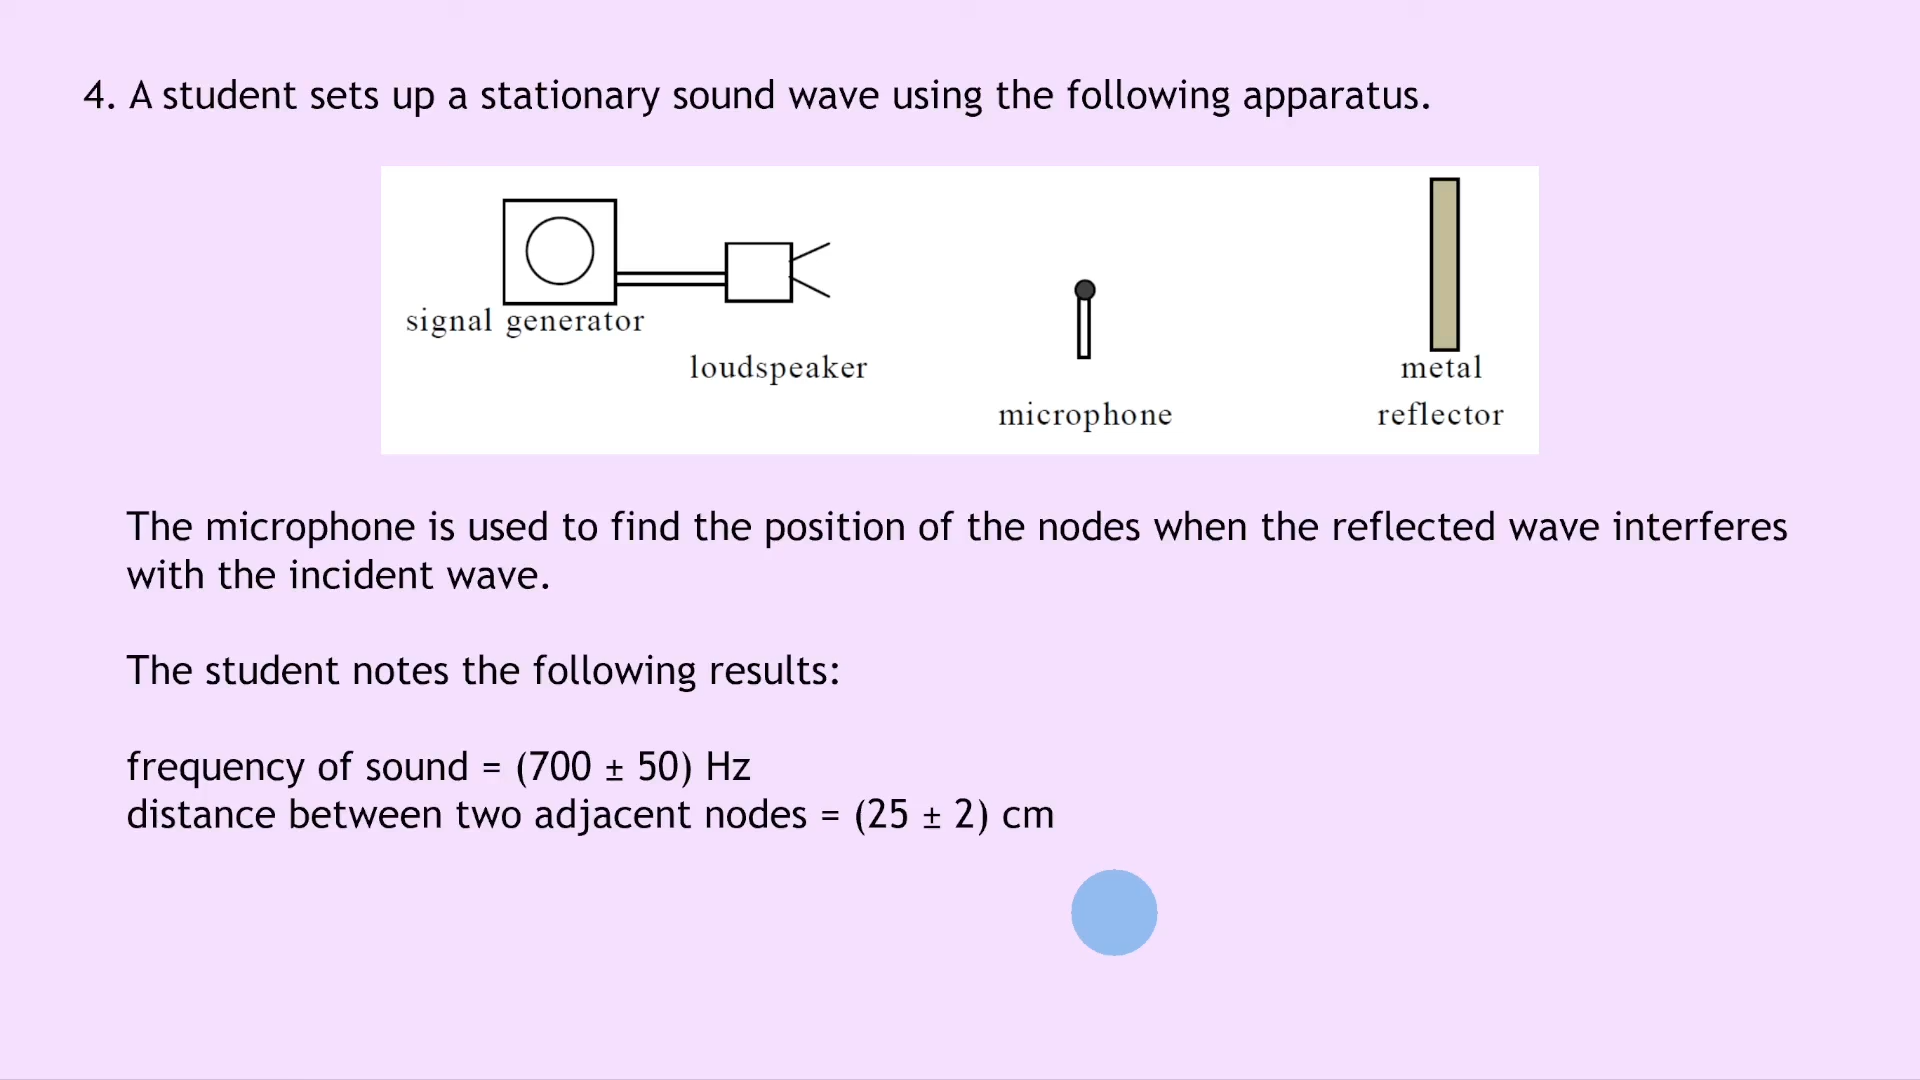 4. A student sets up a stationary sound wave using the following apparatus.
signal generator
loudspeaker
microphone
metal
reflector
The microphone is used to find the position of the nodes when the reflected wave interferes
with the incident wave.
The student notes the following results:
frequency of sound = (700 ± 50) Hz
distance between two adjacent nodes = (25 ± 2) cm